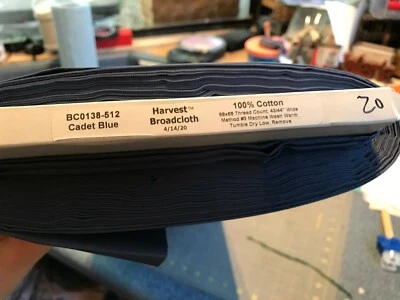 BC0138-512
Cadet Blue
Harvest™
Broadcloth
4/14/20
100% Cotton
68x68 Thread Count, 43/44" Wide
Method #3 Machine Wash Warm
Tumble Dry Low, Remove
20